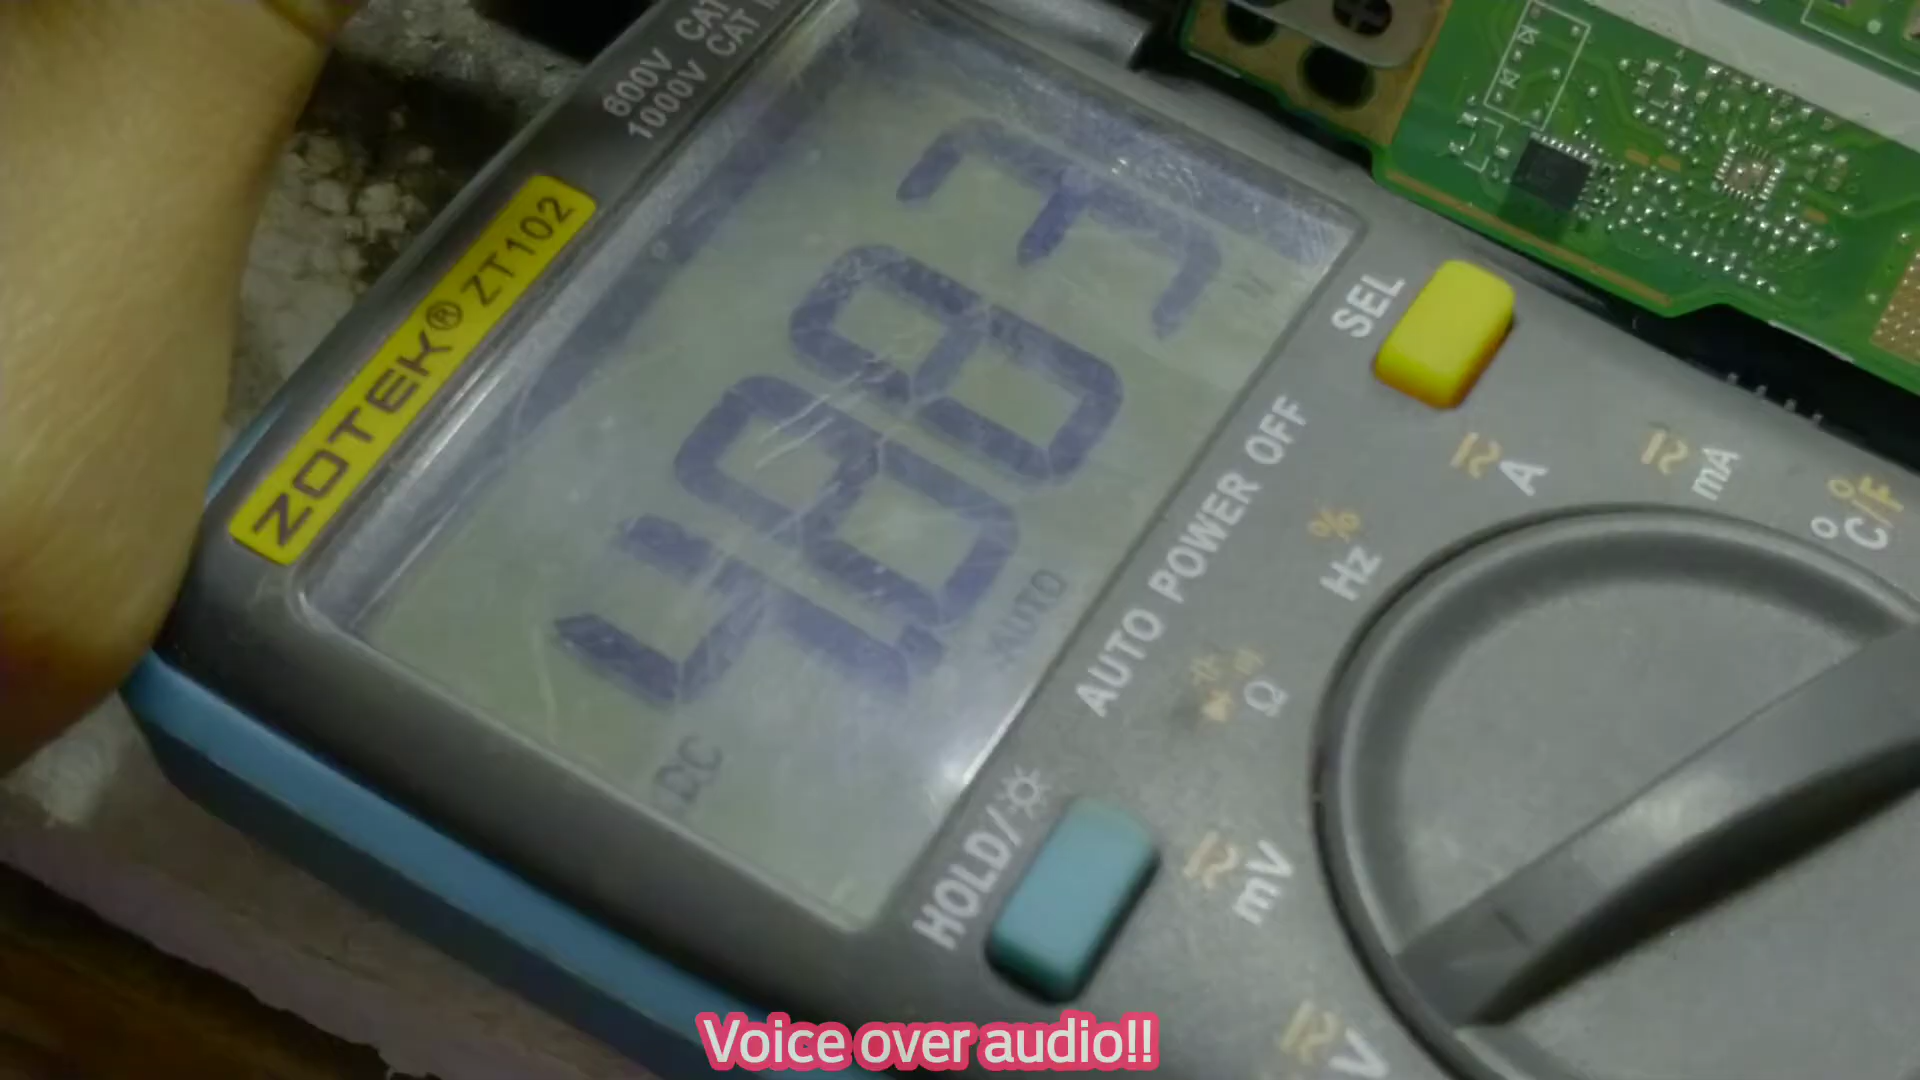 600V CAT
1000V CAT
ZOTEK® ZT102
4.883
V
DC
AUTO
SEL
AUTO POWER OFF
HOLD/
A
mA
°C/°F
%
Hz
Ω
mV
V
Voice over audio!!